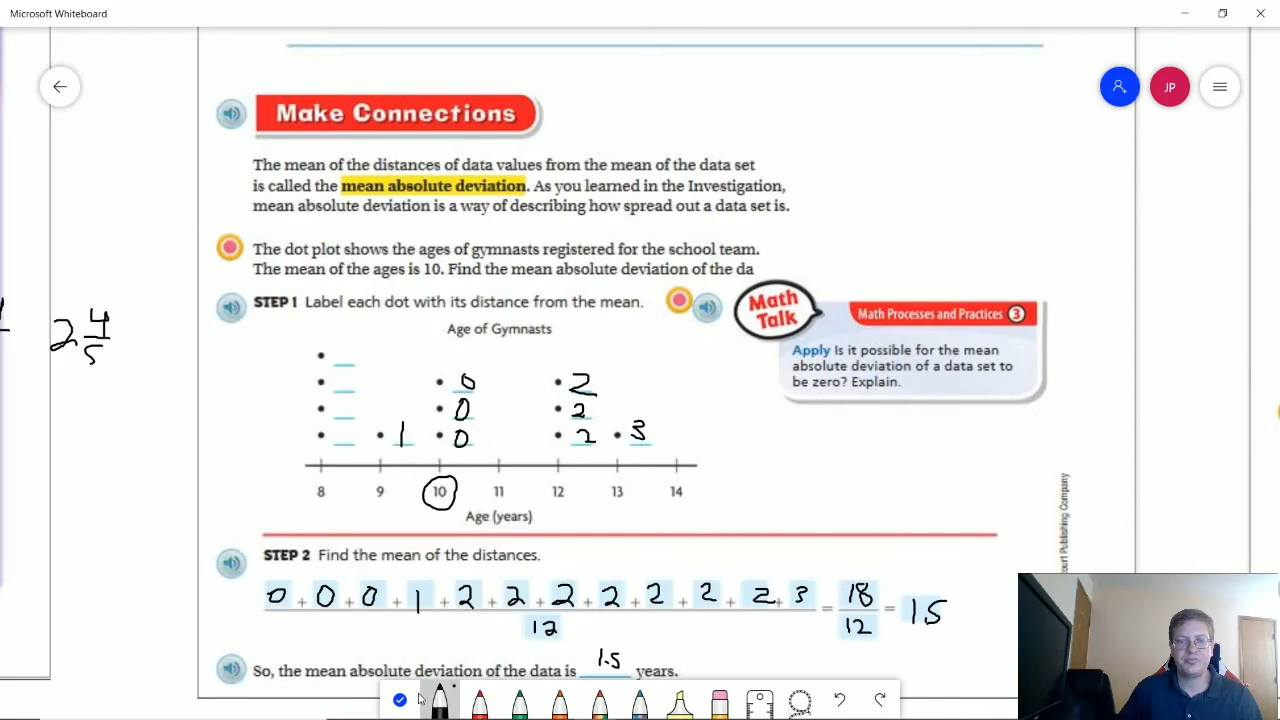 Microsoft Whiteboard
JP
Make Connections
The mean of the distances of data values from the mean of the data set
is called the mean absolute deviation. As you learned in the Investigation,
mean absolute deviation is a way of describing how spread out a data set is.
The dot plot shows the ages of gymnasts registered for the school team.
The mean of the ages is 10. Find the mean absolute deviation of the da
STEP 1 Label each dot with its distance from the mean.
Math
Talk
Math Processes and Practices 3
Apply Is it possible for the mean
absolute deviation of a data set to
be zero? Explain.
2 4/5
Age of Gymnasts
0 2
0 2
1 0 2 3
8 9 10 11 12 13 14
Age (years)
STEP 2 Find the mean of the distances.
0 + 0 + 0 + 1 + 2 + 2 + 2 + 2 + 2 + 2 + 2 + 3 = 18 = 1.5
12 12
So, the mean absolute deviation of the data is 1.5 years.
court Publishing Company